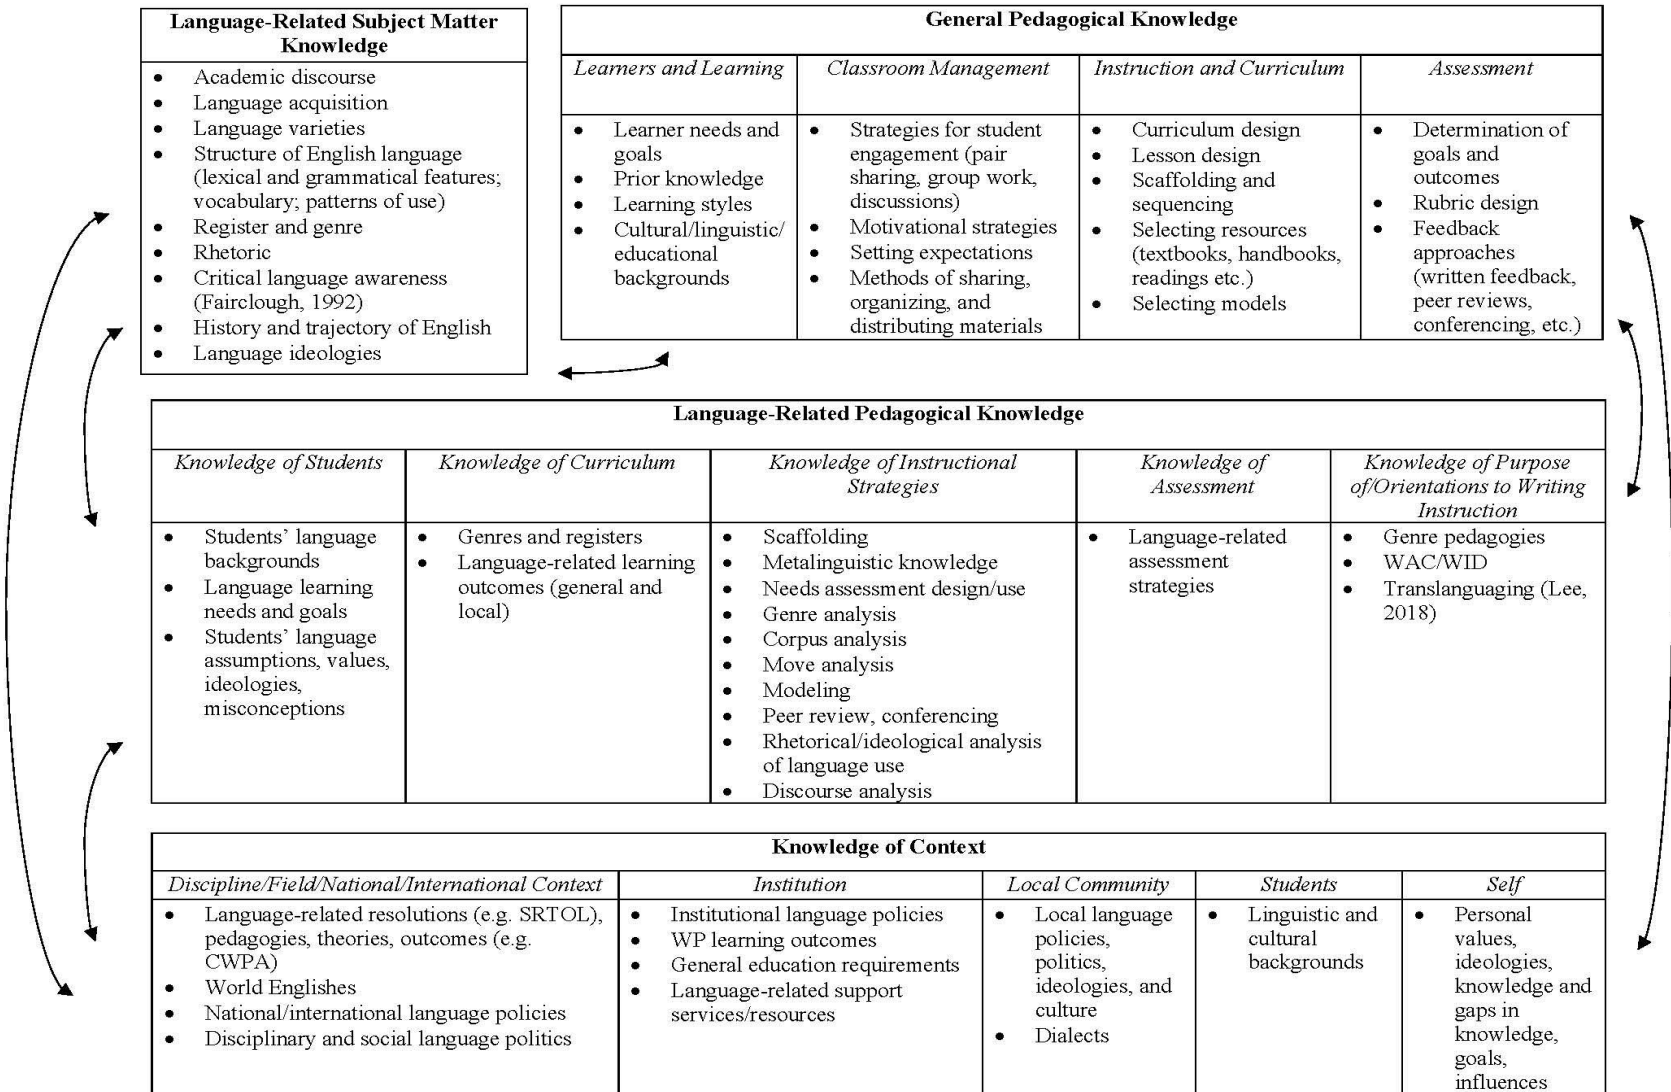 Language-Related Subject Matter
Knowledge
• Academic discourse
• Language acquisition
• Language varieties
• Structure of English language
(lexical and grammatical features;
vocabulary; patterns of use)
• Register and genre
• Rhetoric
• Critical language awareness
(Fairclough, 1992)
• History and trajectory of English
• Language ideologies
General Pedagogical Knowledge
Learners and Learning
• Learner needs and
goals
• Prior knowledge
• Learning styles
• Cultural/linguistic/
educational
backgrounds
Classroom Management
• Strategies for student
engagement (pair
sharing, group work,
discussions)
• Motivational strategies
• Setting expectations
• Methods of sharing,
organizing, and
distributing materials
Instruction and Curriculum
• Curriculum design
• Lesson design
• Scaffolding and
sequencing
• Selecting resources
(textbooks, handbooks,
readings etc.)
• Selecting models
Assessment
• Determination of
goals and
outcomes
• Rubric design
• Feedback
approaches
(written feedback,
peer reviews,
conferencing, etc.)
Language-Related Pedagogical Knowledge
Knowledge of Students
• Students' language
backgrounds
• Language learning
needs and goals
• Students' language
assumptions, values,
ideologies,
misconceptions
Knowledge of Curriculum
• Genres and registers
• Language-related learning
outcomes (general and
local)
Knowledge of Instructional
Strategies
• Scaffolding
• Metalinguistic knowledge
• Needs assessment design/use
• Genre analysis
• Corpus analysis
• Move analysis
• Modeling
• Peer review, conferencing
• Rhetorical/ideological analysis
of language use
• Discourse analysis
Knowledge of
Assessment
• Language-related
assessment
strategies
Knowledge of Purpose
of/Orientations to Writing
Instruction
• Genre pedagogies
• WAC/WID
• Translanguaging (Lee,
2018)
Knowledge of Context
Discipline/Field/National/International Context
• Language-related resolutions (e.g. SRTOL),
pedagogies, theories, outcomes (e.g.
CWPA)
• World Englishes
• National/international language policies
• Disciplinary and social language politics
Institution
• Institutional language policies
• WP learning outcomes
• General education requirements
• Language-related support
services/resources
Local Community
• Local language
policies,
politics,
ideologies, and
culture
• Dialects
Students
• Linguistic and
cultural
backgrounds
Self
• Personal
values,
ideologies,
knowledge and
gaps in
knowledge,
goals,
influences